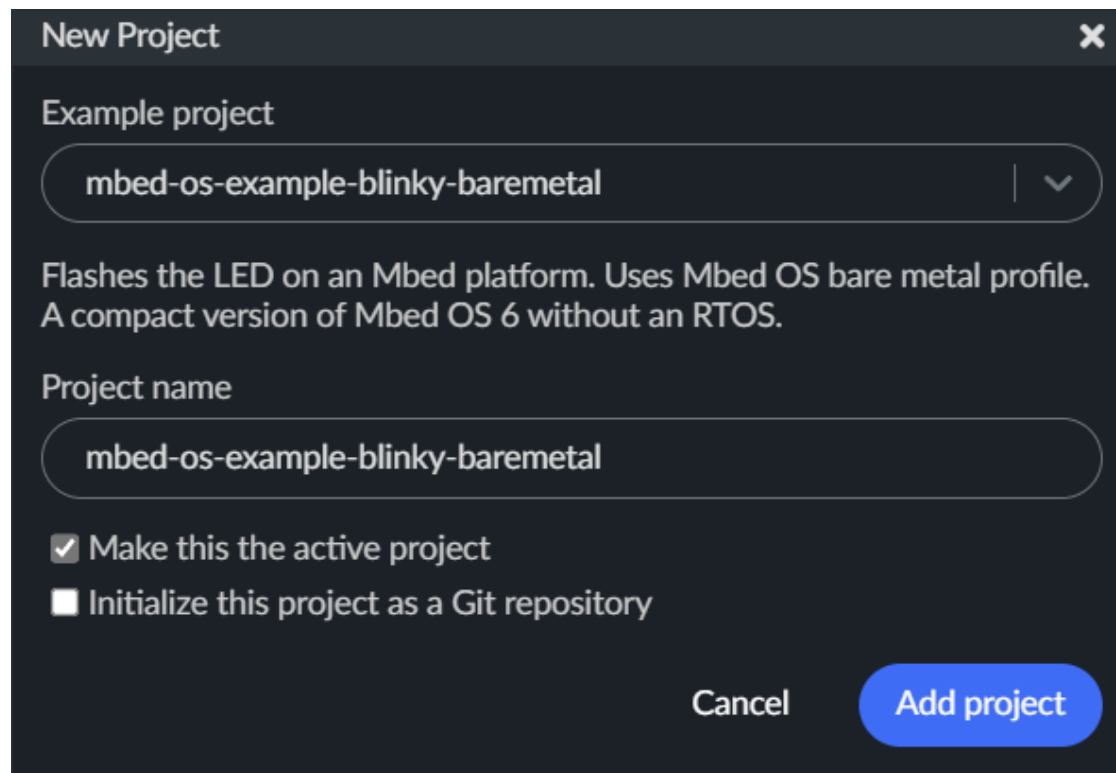 New Project
Example project
mbed-os-example-blinky-baremetal
Flashes the LED on an Mbed platform. Uses Mbed OS bare metal profile.
A compact version of Mbed OS 6 without an RTOS.
Project name
mbed-os-example-blinky-baremetal
Make this the active project
Initialize this project as a Git repository
Cancel Add project